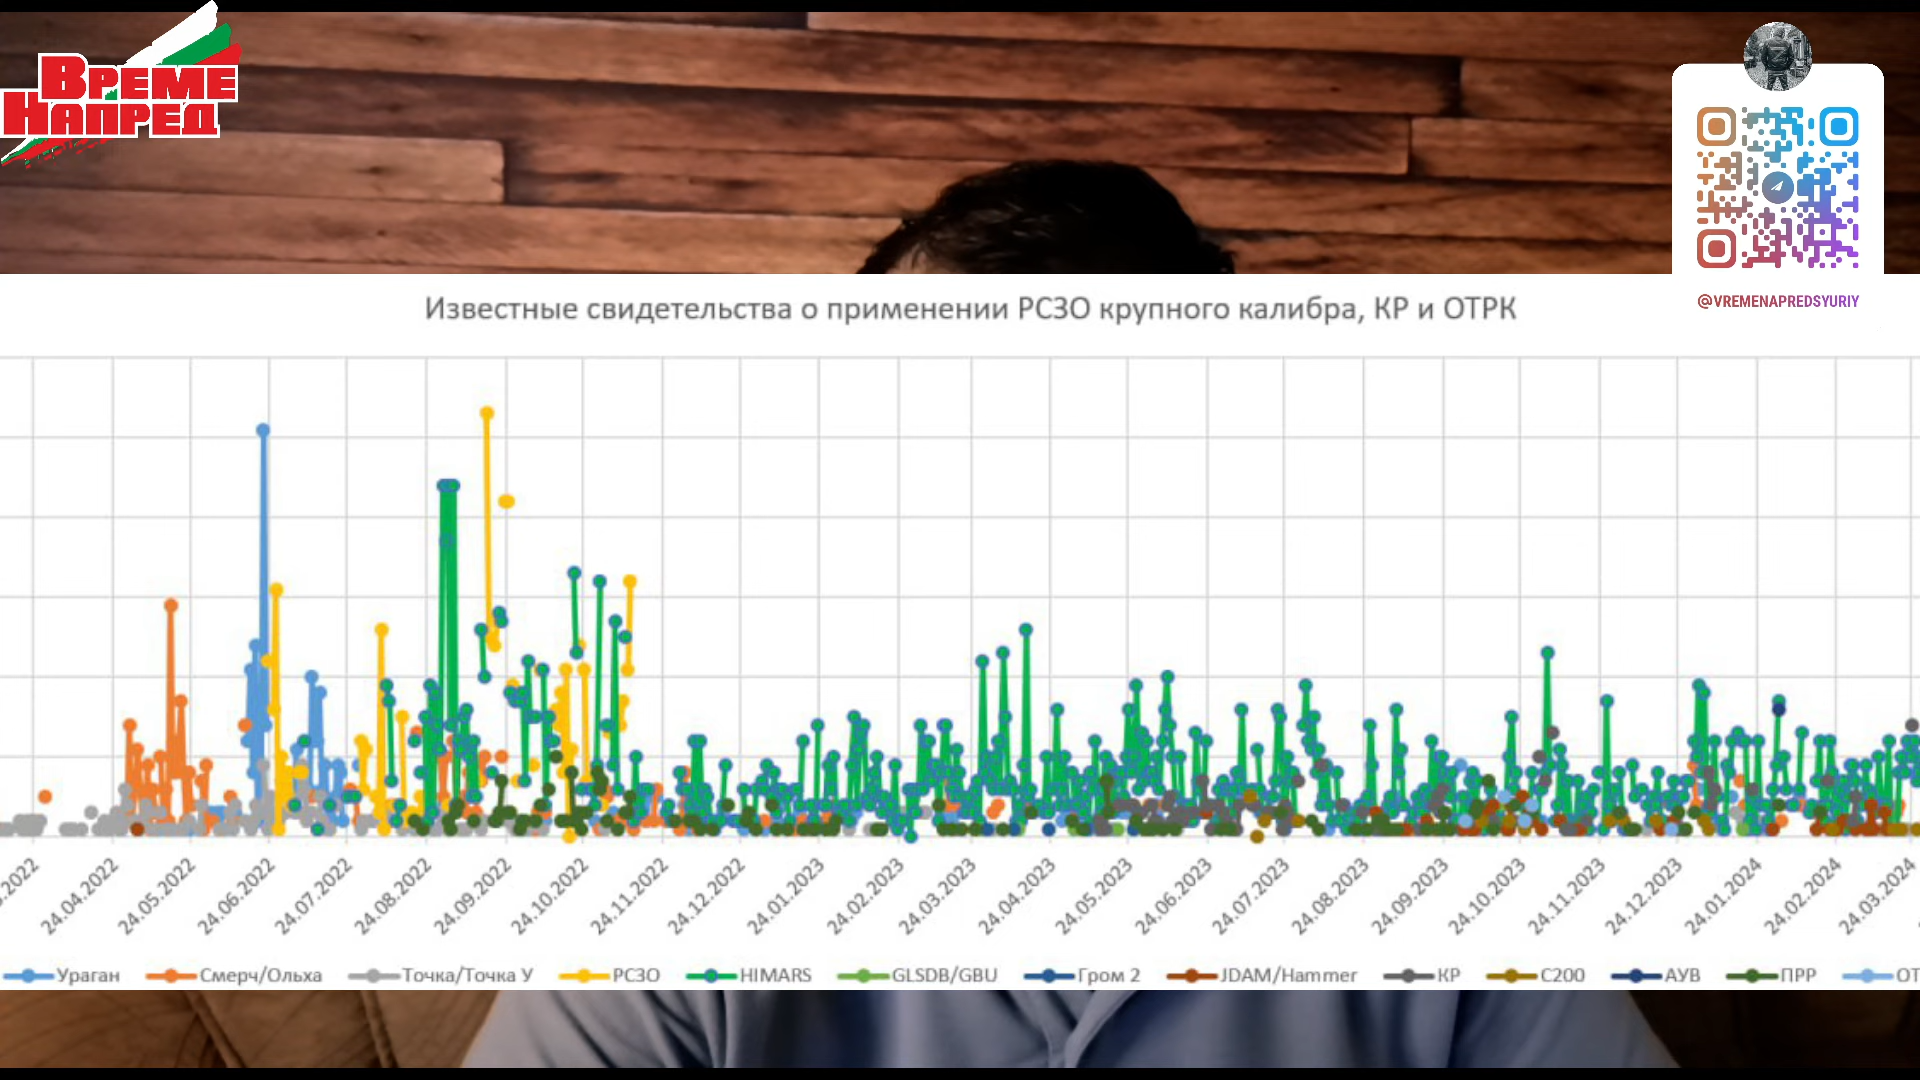 ВРЕМЕ
НАПРЕД
@VREMENAPREDSYURIY
Известные свидетельства о применении РСЗО крупного калибра, КР и ОТРК
.2022 24.04.2022 24.05.2022 24.06.2022 24.07.2022 24.08.2022 24.09.2022 24.10.2022 24.11.2022 24.12.2022 24.01.2023 24.02.2023 24.03.2023 24.04.2023 24.05.2023 24.06.2023 24.07.2023 24.08.2023 24.09.2023 24.10.2023 24.11.2023 24.12.2023 24.01.2024 24.02.2024 24.03.2024
Ураган Смерч/Ольха Точка/Точка У РСЗО HIMARS GLSDB/GBU Гром 2 JDAM/Hammer КР С200 АУВ ПРР ОТ